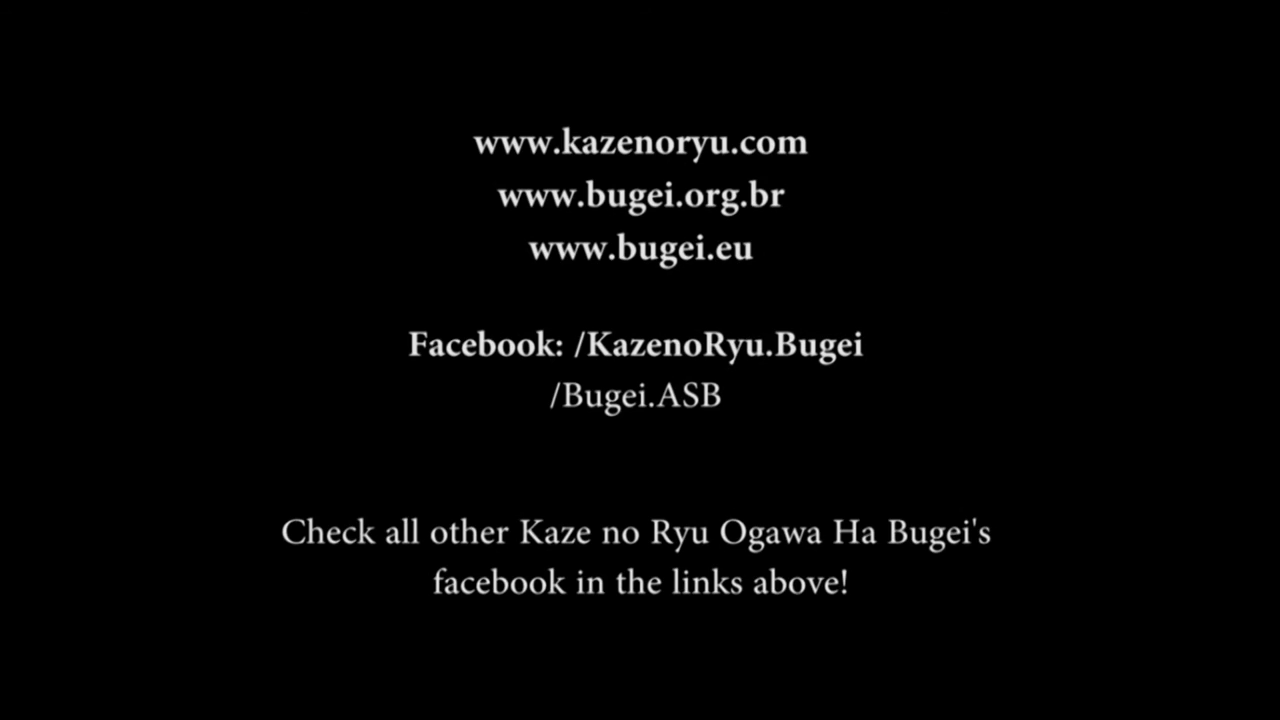 www.kazenoryu.com
www.bugei.org.br
www.bugei.eu
Facebook: /KazenoRyu.Bugei
/Bugei.ASB
Check all other Kaze no Ryu Ogawa Ha Bugei's
facebook in the links above!